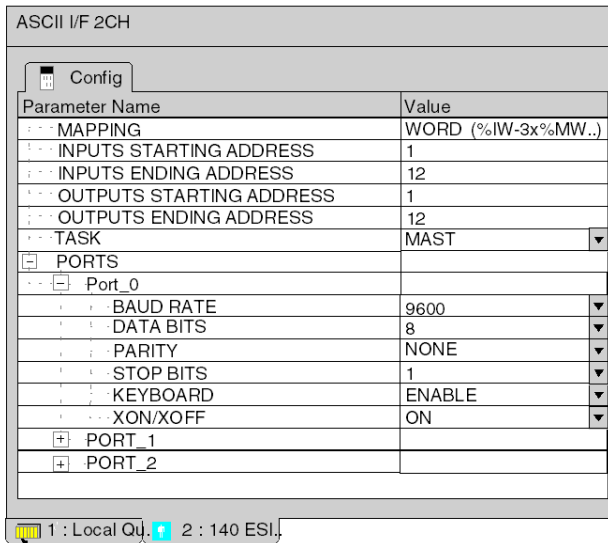 ASCII I/F 2CH
Config
Parameter Name Value
MAPPING WORD (%IW-3x%MW..)
INPUTS STARTING ADDRESS 1
INPUTS ENDING ADDRESS 12
OUTPUTS STARTING ADDRESS 1
OUTPUTS ENDING ADDRESS 12
TASK MAST
PORTS
Port_0
BAUD RATE 9600
DATA BITS 8
PARITY NONE
STOP BITS 1
KEYBOARD ENABLE
XON/XOFF ON
PORT_1
PORT_2
1 : Local Qu.. 2 : 140 ESI..